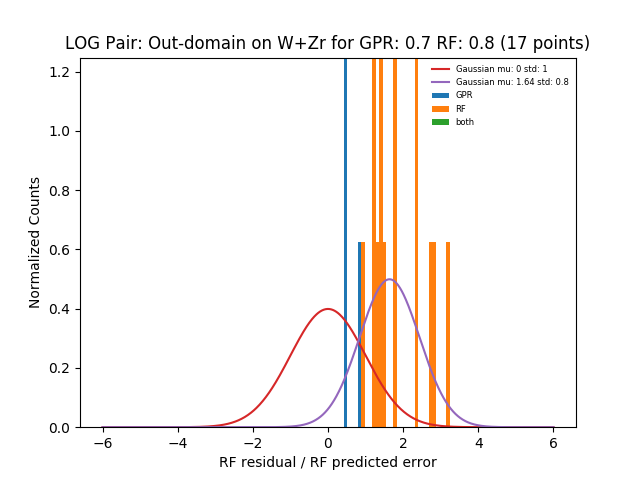 LOG Pair: Out-domain on W+Zr for GPR: 0.7 RF: 0.8 (17 points)
Gaussian mu: 0 std: 1
Gaussian mu: 1.64 std: 0.8
GPR
RF
both
Normalized Counts
1.2
1.0
0.8
0.6
0.4
0.2
0.0
−6 −4 −2 0 2 4 6
RF residual / RF predicted error